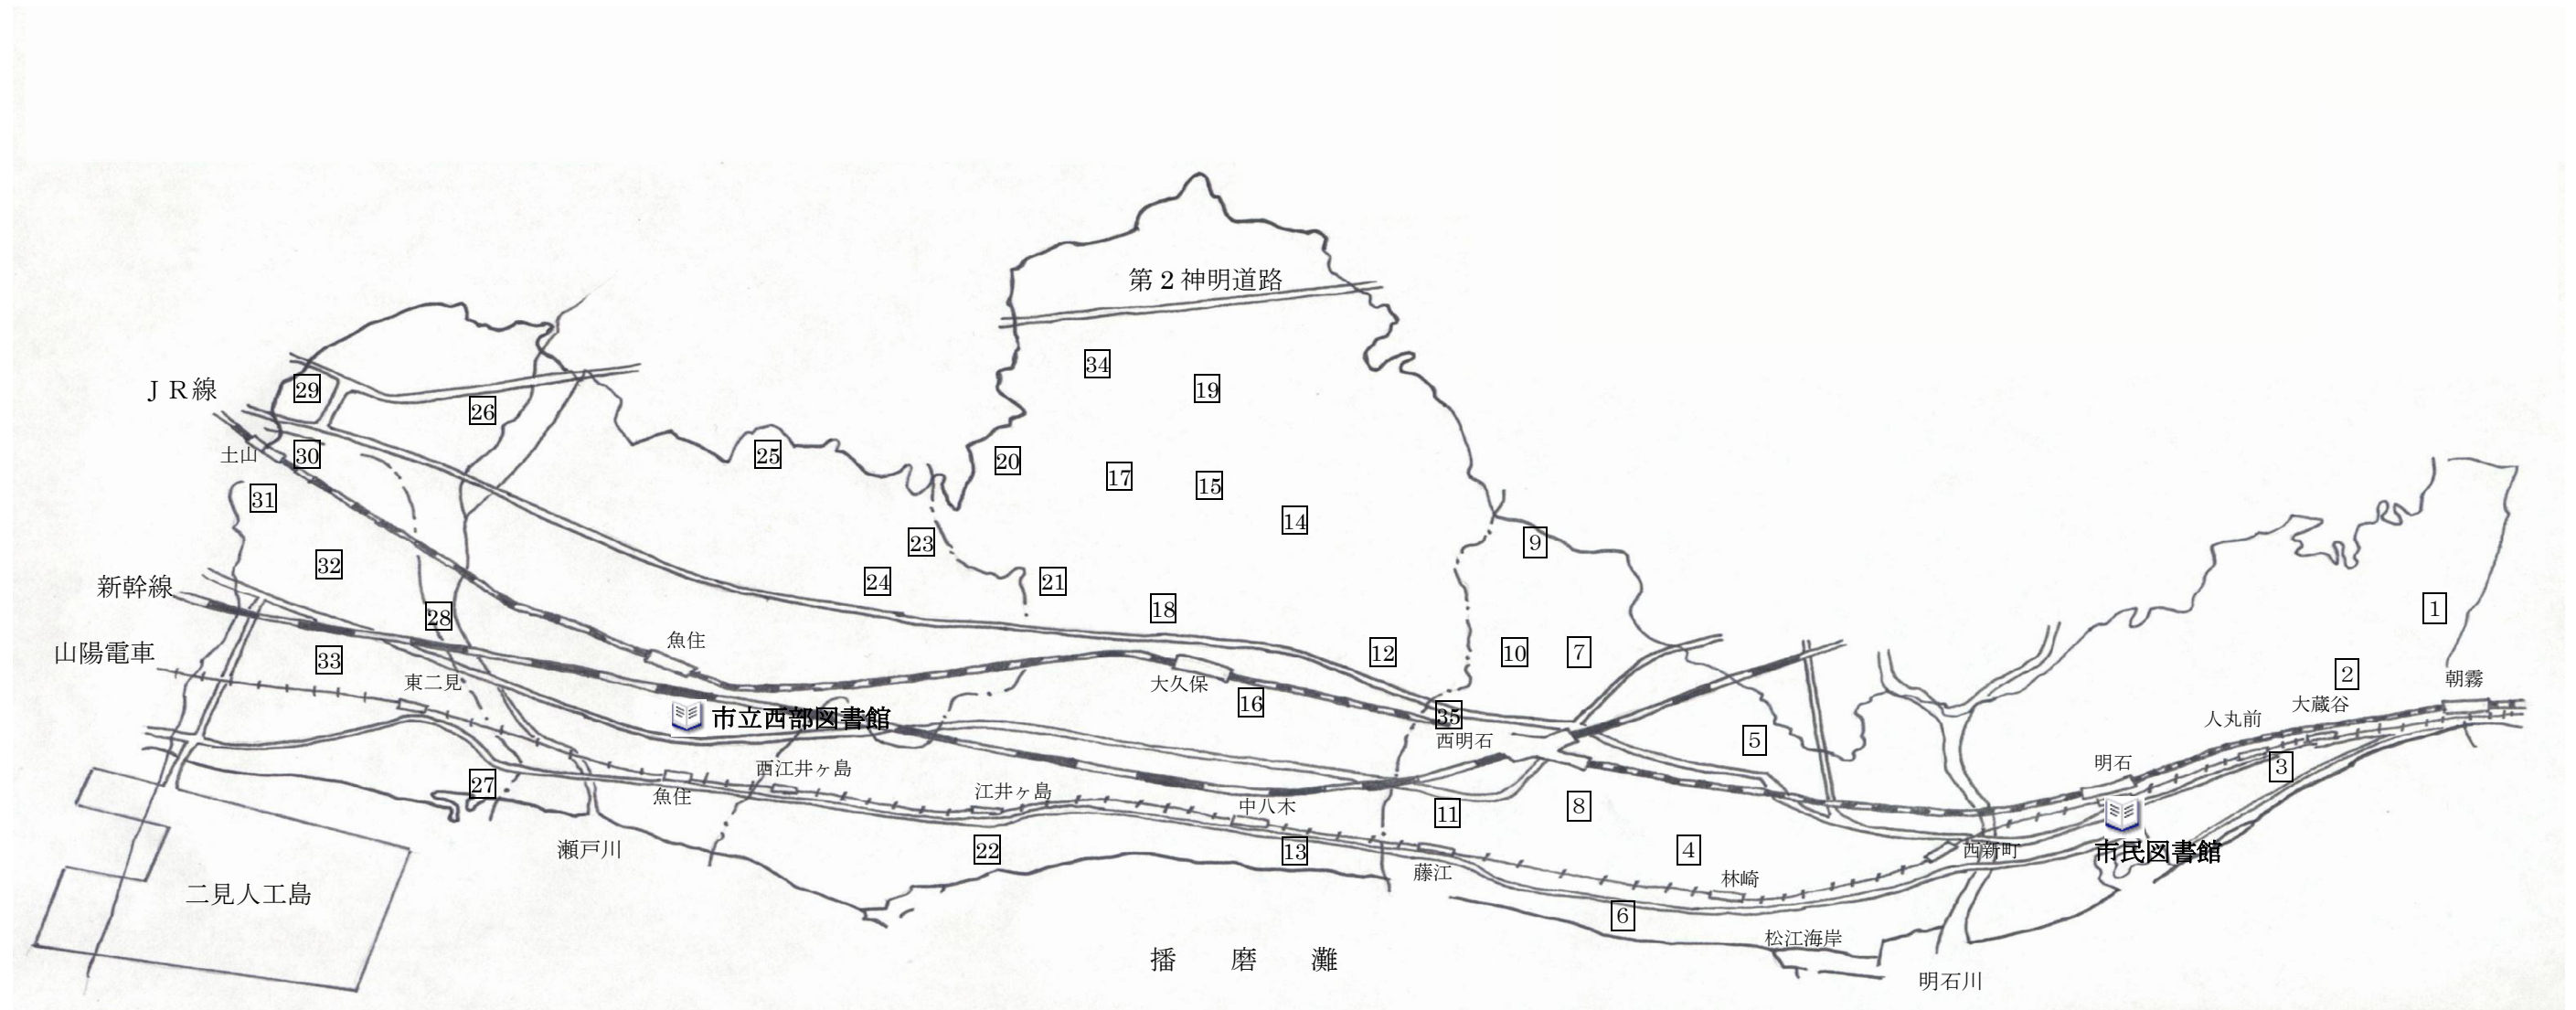 第２神明道路
34
29
ＪＲ線
19
26
土山
30
25
20
17
15
31
14
23
9
32
24
21
新幹線
18
1
28
魚住
12
10
7
山陽電車
33
東二見
大久保
2
朝霧
16
大蔵谷
市立西部図書館
35
人丸前
西明石
5
西江井ヶ島
明石
3
27
魚住
江井ヶ島
中八木
11
8
瀬戸川
22
13
4
西新町
市民図書館
藤江
林崎
二見人工島
6
松江海岸
播磨灘
明石川